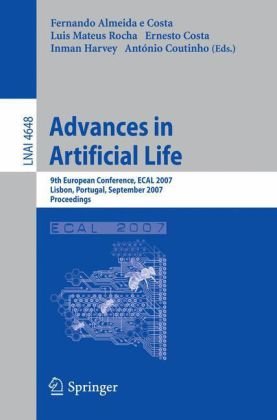 Fernando Almeida e Costa
Luis Mateus Rocha Ernesto Costa
Inman Harvey António Coutinho (Eds.)
LNAI 4648
Advances in
Artificial Life
9th European Conference, ECAL 2007
Lisbon, Portugal, September 2007
Proceedings
ECAL 2007
Springer